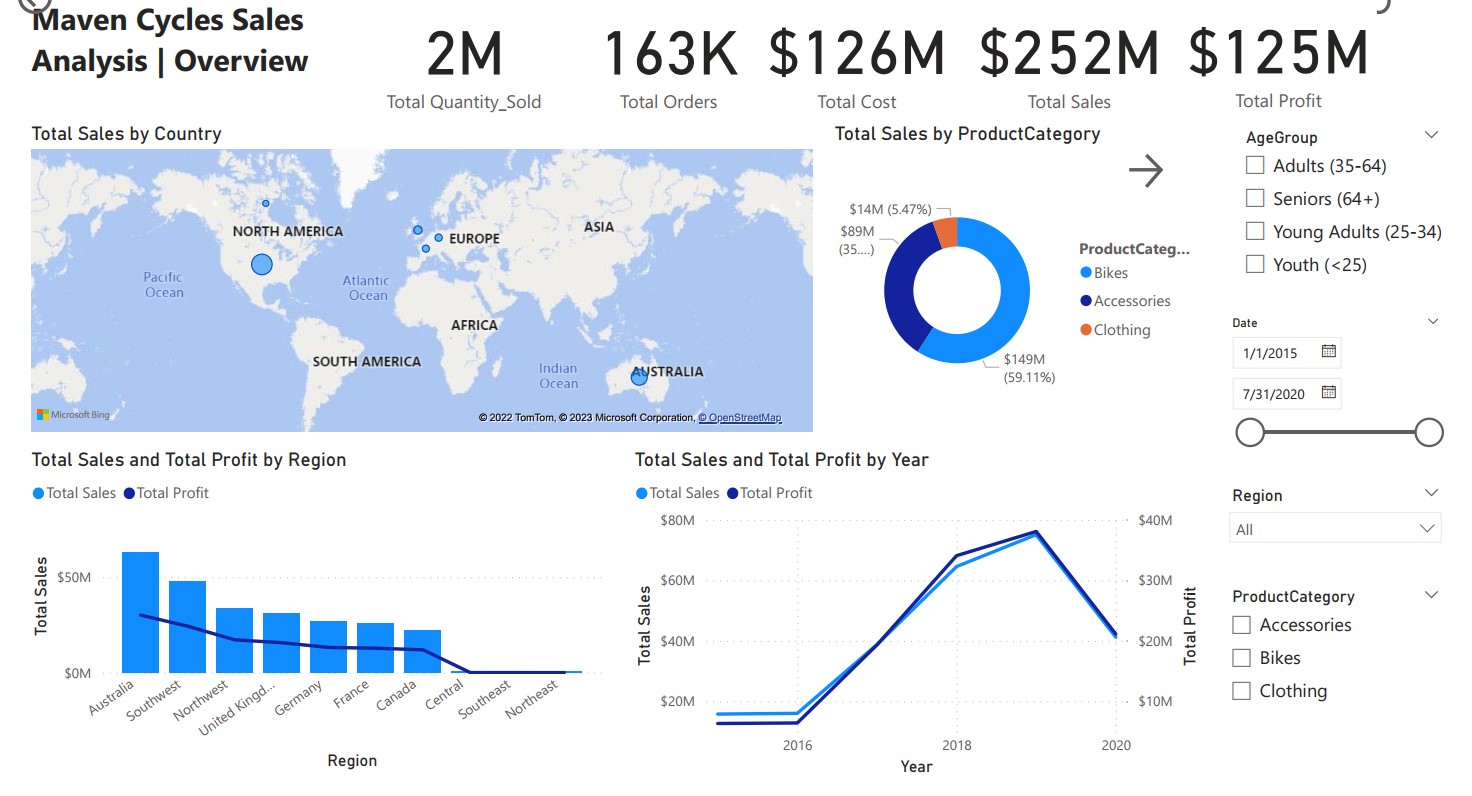 Maven Cycles Sales
Analysis | Overview
2M
Total Quantity_Sold
163K
Total Orders
$126M
Total Cost
$252M
Total Sales
$125M
Total Profit
Total Sales by Country
NORTH AMERICA
EUROPE
ASIA
Pacific
Ocean
Atlantic
Ocean
AFRICA
SOUTH AMERICA
Indian
Ocean
AUSTRALIA
Microsoft Bing
© 2022 TomTom, © 2023 Microsoft Corporation, © OpenStreetMap
Total Sales by ProductCategory
$14M (5.47%)
$89M
(35....)
$149M
(59.11%)
ProductCateg...
Bikes
Accessories
Clothing
AgeGroup
Adults (35-64)
Seniors (64+)
Young Adults (25-34)
Youth (<25)
Date
1/1/2015
7/31/2020
Region
All
ProductCategory
Accessories
Bikes
Clothing
Total Sales and Total Profit by Region
Total Sales Total Profit
Total Sales
$50M
$0M
Australia
Southwest
Northwest
United Kingd...
Germany
France
Canada
Central
Southeast
Northeast
Region
Total Sales and Total Profit by Year
Total Sales Total Profit
Total Sales
$80M
$60M
$40M
$20M
$40M
$30M
$20M
$10M
Total Profit
2016
2018
2020
Year